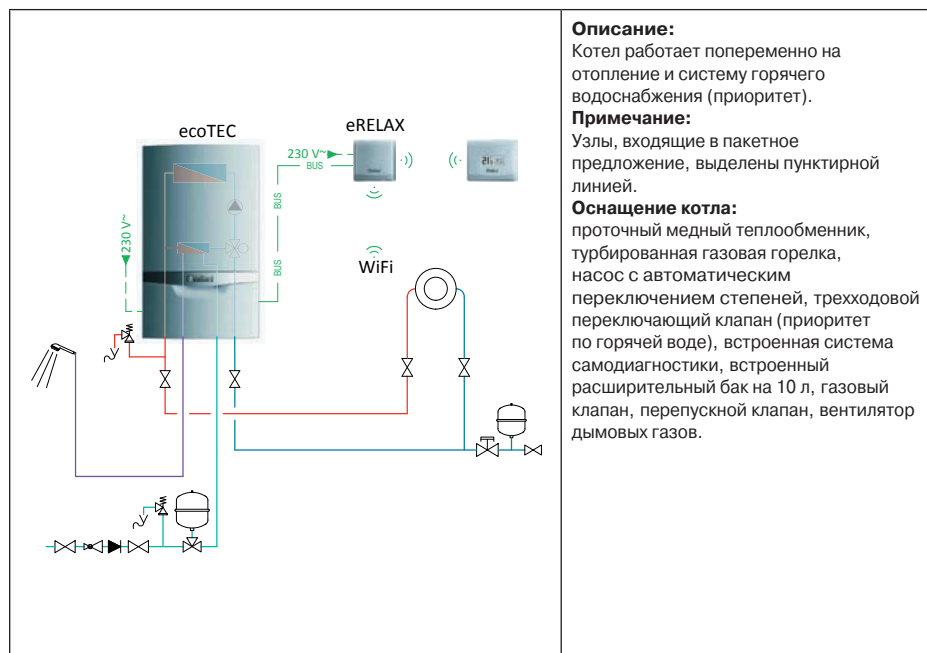 ecoTEC
eRELAX
230 V~
BUS
BUS
BUS
230 V~
WiFi
Vaillant
Описание:
Котел работает попеременно на
отопление и систему горячего
водоснабжения (приоритет).
Примечание:
Узлы, входящие в пакетное
предложение, выделены пунктирной
линией.
Оснащение котла:
проточный медный теплообменник,
турбированная газовая горелка,
насос с автоматическим
переключением степеней, трехходовой
переключающий клапан (приоритет
по горячей воде), встроенная система
самодиагностики, встроенный
расширительный бак на 10 л, газовый
клапан, перепускной клапан, вентилятор
дымовых газов.